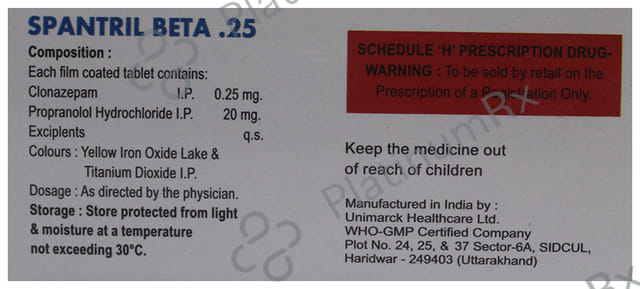 SPANTRIL BETA .25
Composition :
Each film coated tablet contains:
Clonazepam I.P. 0.25 mg.
Propranolol Hydrochloride I.P. 20 mg.
Excipients q.s.
Colours : Yellow Iron Oxide Lake &
Titanium Dioxide I.P.
Dosage : As directed by the physician.
Storage : Store protected from light
& moisture at a temperature
not exceeding 30°C.
SCHEDULE 'H' PRESCRIPTION DRUG-
WARNING : To be sold by retail on the
Prescription of a Registration Only.
Keep the medicine out
of reach of children
Manufactured in India by :
Unimarck Healthcare Ltd.
WHO-GMP Certified Company
Plot No. 24, 25, & 37 Sector-6A, SIDCUL,
Haridwar - 249403 (Uttarakhand)
PlatinumRx
PlatinumRx